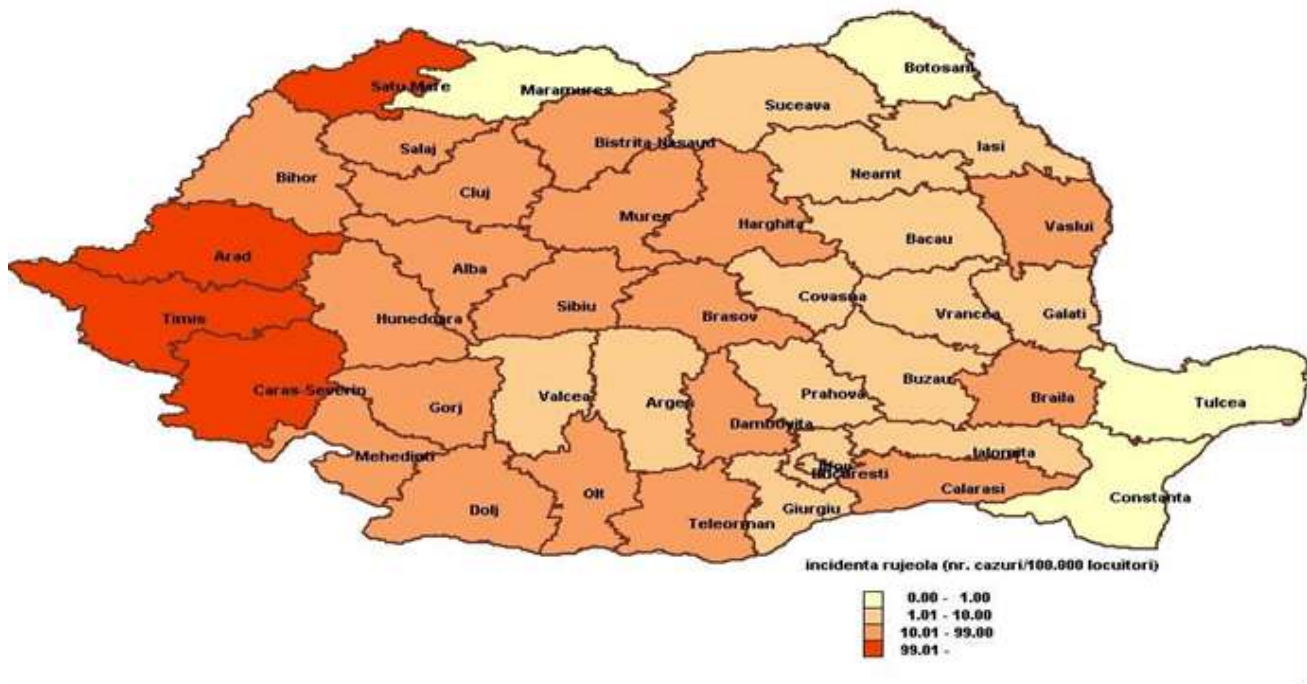 Botosani
Satu Mare
Maramures
Suceava
Salaj
Bistrita-Nasaud
Iasi
Bihor
Cluj
Neamt
Mures
Harghita
Vaslui
Arad
Alba
Bacau
Timis
Hunedoara
Sibiu
Brasov
Covasna
Vrancea
Galati
Caras-Severin
Gorj
Valcea
Arges
Prahova
Buzau
Braila
Tulcea
Dambovita
Mehedinti
Ialomita
Bucuresti
Calarasi
Constanta
Dolj
Olt
Teleorman
Giurgiu
incidenta rujeola (nr. cazuri/100.000 locuitori)
0.00 - 1.00
1.01 - 10.00
10.01 - 99.00
99.01 -